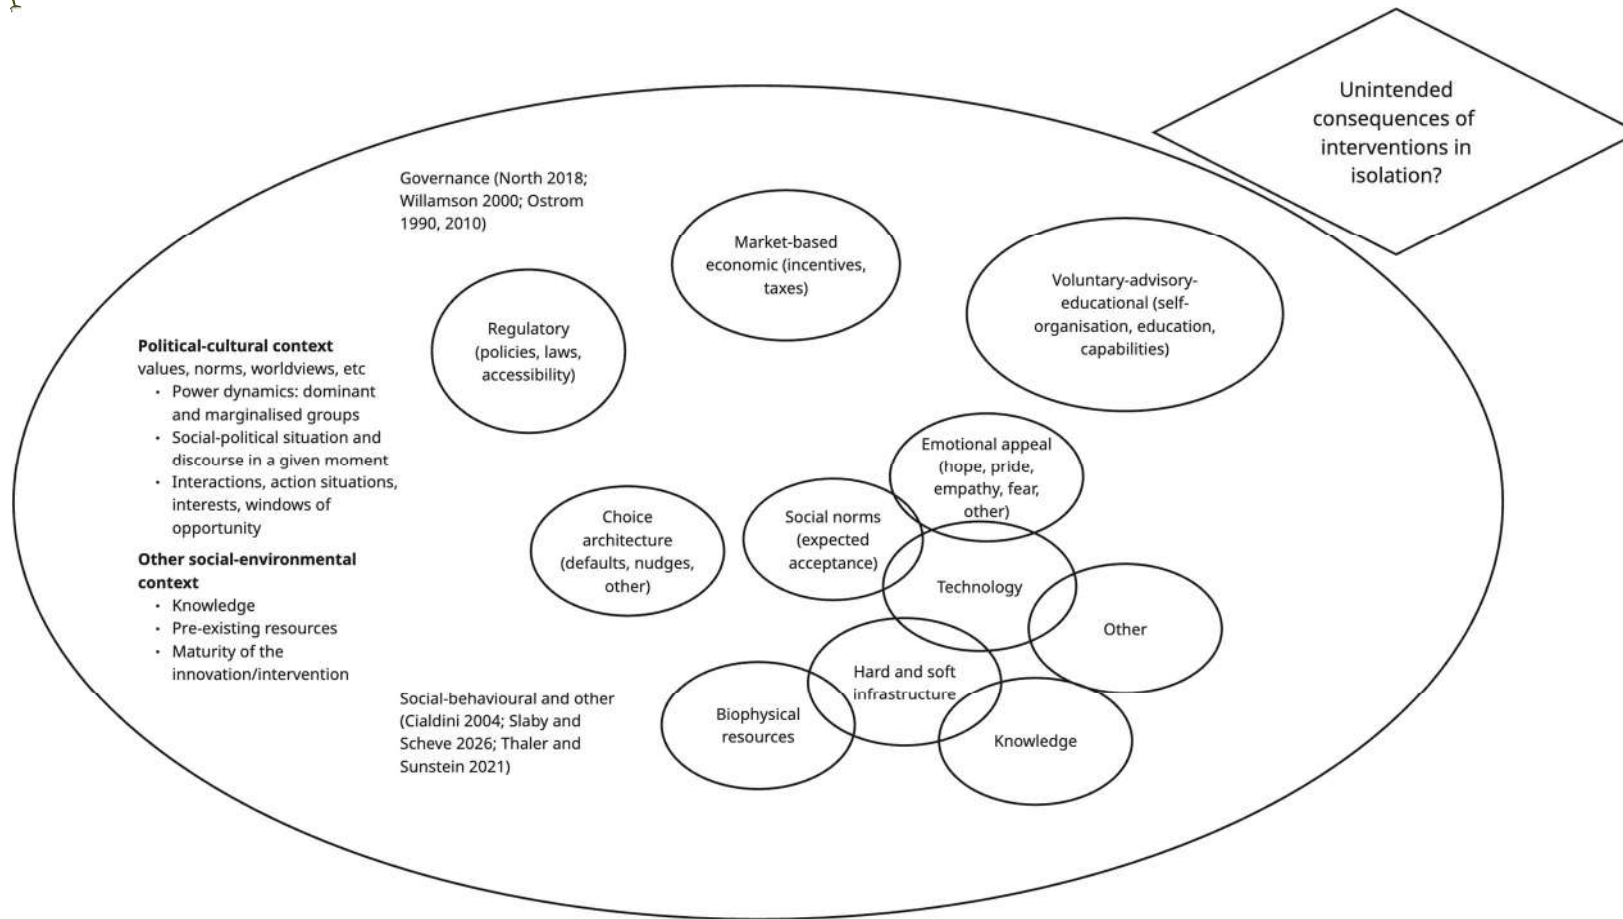 Unintended
consequences of
interventions in
isolation?
Governance (North 2018;
Willamson 2000; Ostrom
1990, 2010)
Market-based
economic (incentives,
taxes)
Voluntary-advisory-
educational (self-
organisation, education,
capabilities)
Regulatory
(policies, laws,
accessibility)
Political-cultural context
values, norms, worldviews, etc
• Power dynamics: dominant
and marginalised groups
• Social-political situation and
discourse in a given moment
• Interactions, action situations,
interests, windows of
opportunity
Other social-environmental
context
• Knowledge
• Pre-existing resources
• Maturity of the
innovation/intervention
Emotional appeal
(hope, pride,
empathy, fear,
other)
Choice
architecture
(defaults, nudges,
other)
Social norms
(expected
acceptance)
Technology
Other
Hard and soft
infrastructure
Biophysical
resources
Knowledge
Social-behavioural and other
(Cialdini 2004; Slaby and
Scheve 2026; Thaler and
Sunstein 2021)